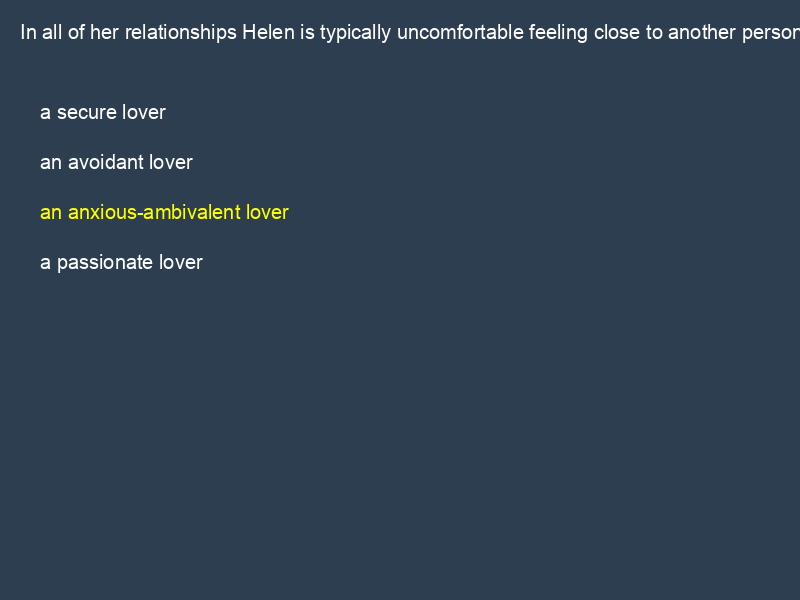 In all of her relationships Helen is typically uncomfortable feeling close to another person
a secure lover
an avoidant lover
an anxious-ambivalent lover
a passionate lover